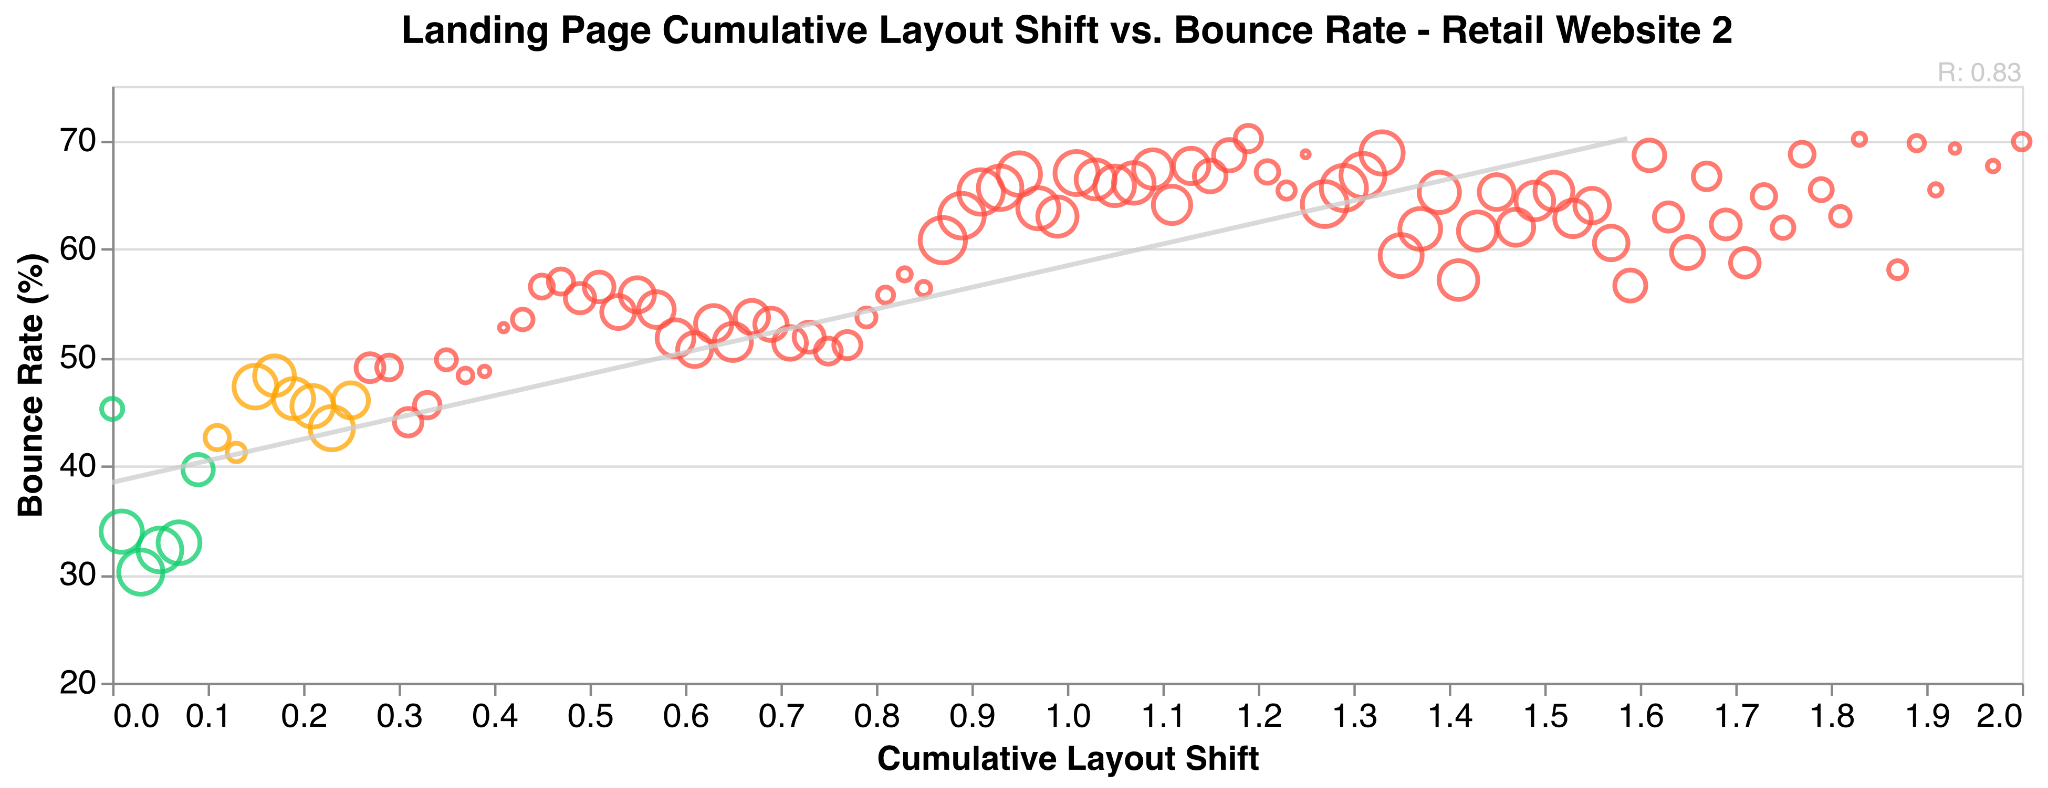 Landing Page Cumulative Layout Shift vs. Bounce Rate - Retail Website 2
R: 0.83
70
60
50
40
30
20
Bounce Rate (%)
0.0 0.1 0.2 0.3 0.4 0.5 0.6 0.7 0.8 0.9 1.0 1.1 1.2 1.3 1.4 1.5 1.6 1.7 1.8 1.9 2.0
Cumulative Layout Shift